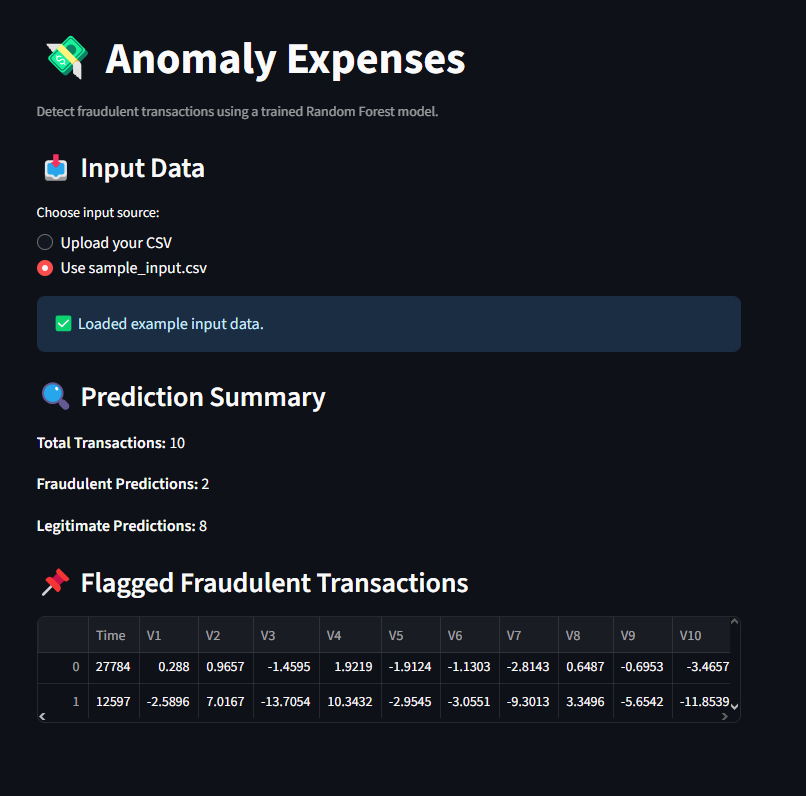 Anomaly Expenses
Detect fraudulent transactions using a trained Random Forest model.
Input Data
Choose input source:
Upload your CSV
Use sample_input.csv
Loaded example input data.
Prediction Summary
Total Transactions: 10
Fraudulent Predictions: 2
Legitimate Predictions: 8
Flagged Fraudulent Transactions
Time V1 V2 V3 V4 V5 V6 V7 V8 V9 V10
0 27784 0.288 0.9657 -1.4595 1.9219 -1.9124 -1.1303 -2.8143 0.6487 -0.6953 -3.4657
1 12597 -2.5896 7.0167 -13.7054 10.3432 -2.9545 -3.0551 -9.3013 3.3496 -5.6542 -11.8539